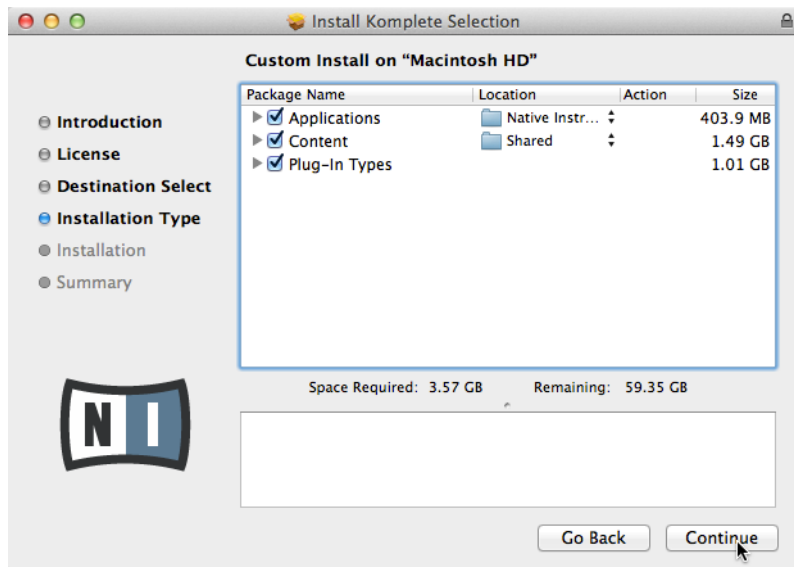 Install Komplete Selection
Custom Install on “Macintosh HD”
Introduction
License
Destination Select
Installation Type
Installation
Summary
Package Name Location Action Size
Applications Native Instr... 403.9 MB
Content Shared 1.49 GB
Plug-In Types 1.01 GB
Space Required: 3.57 GB Remaining: 59.35 GB
NI
Go Back Continue